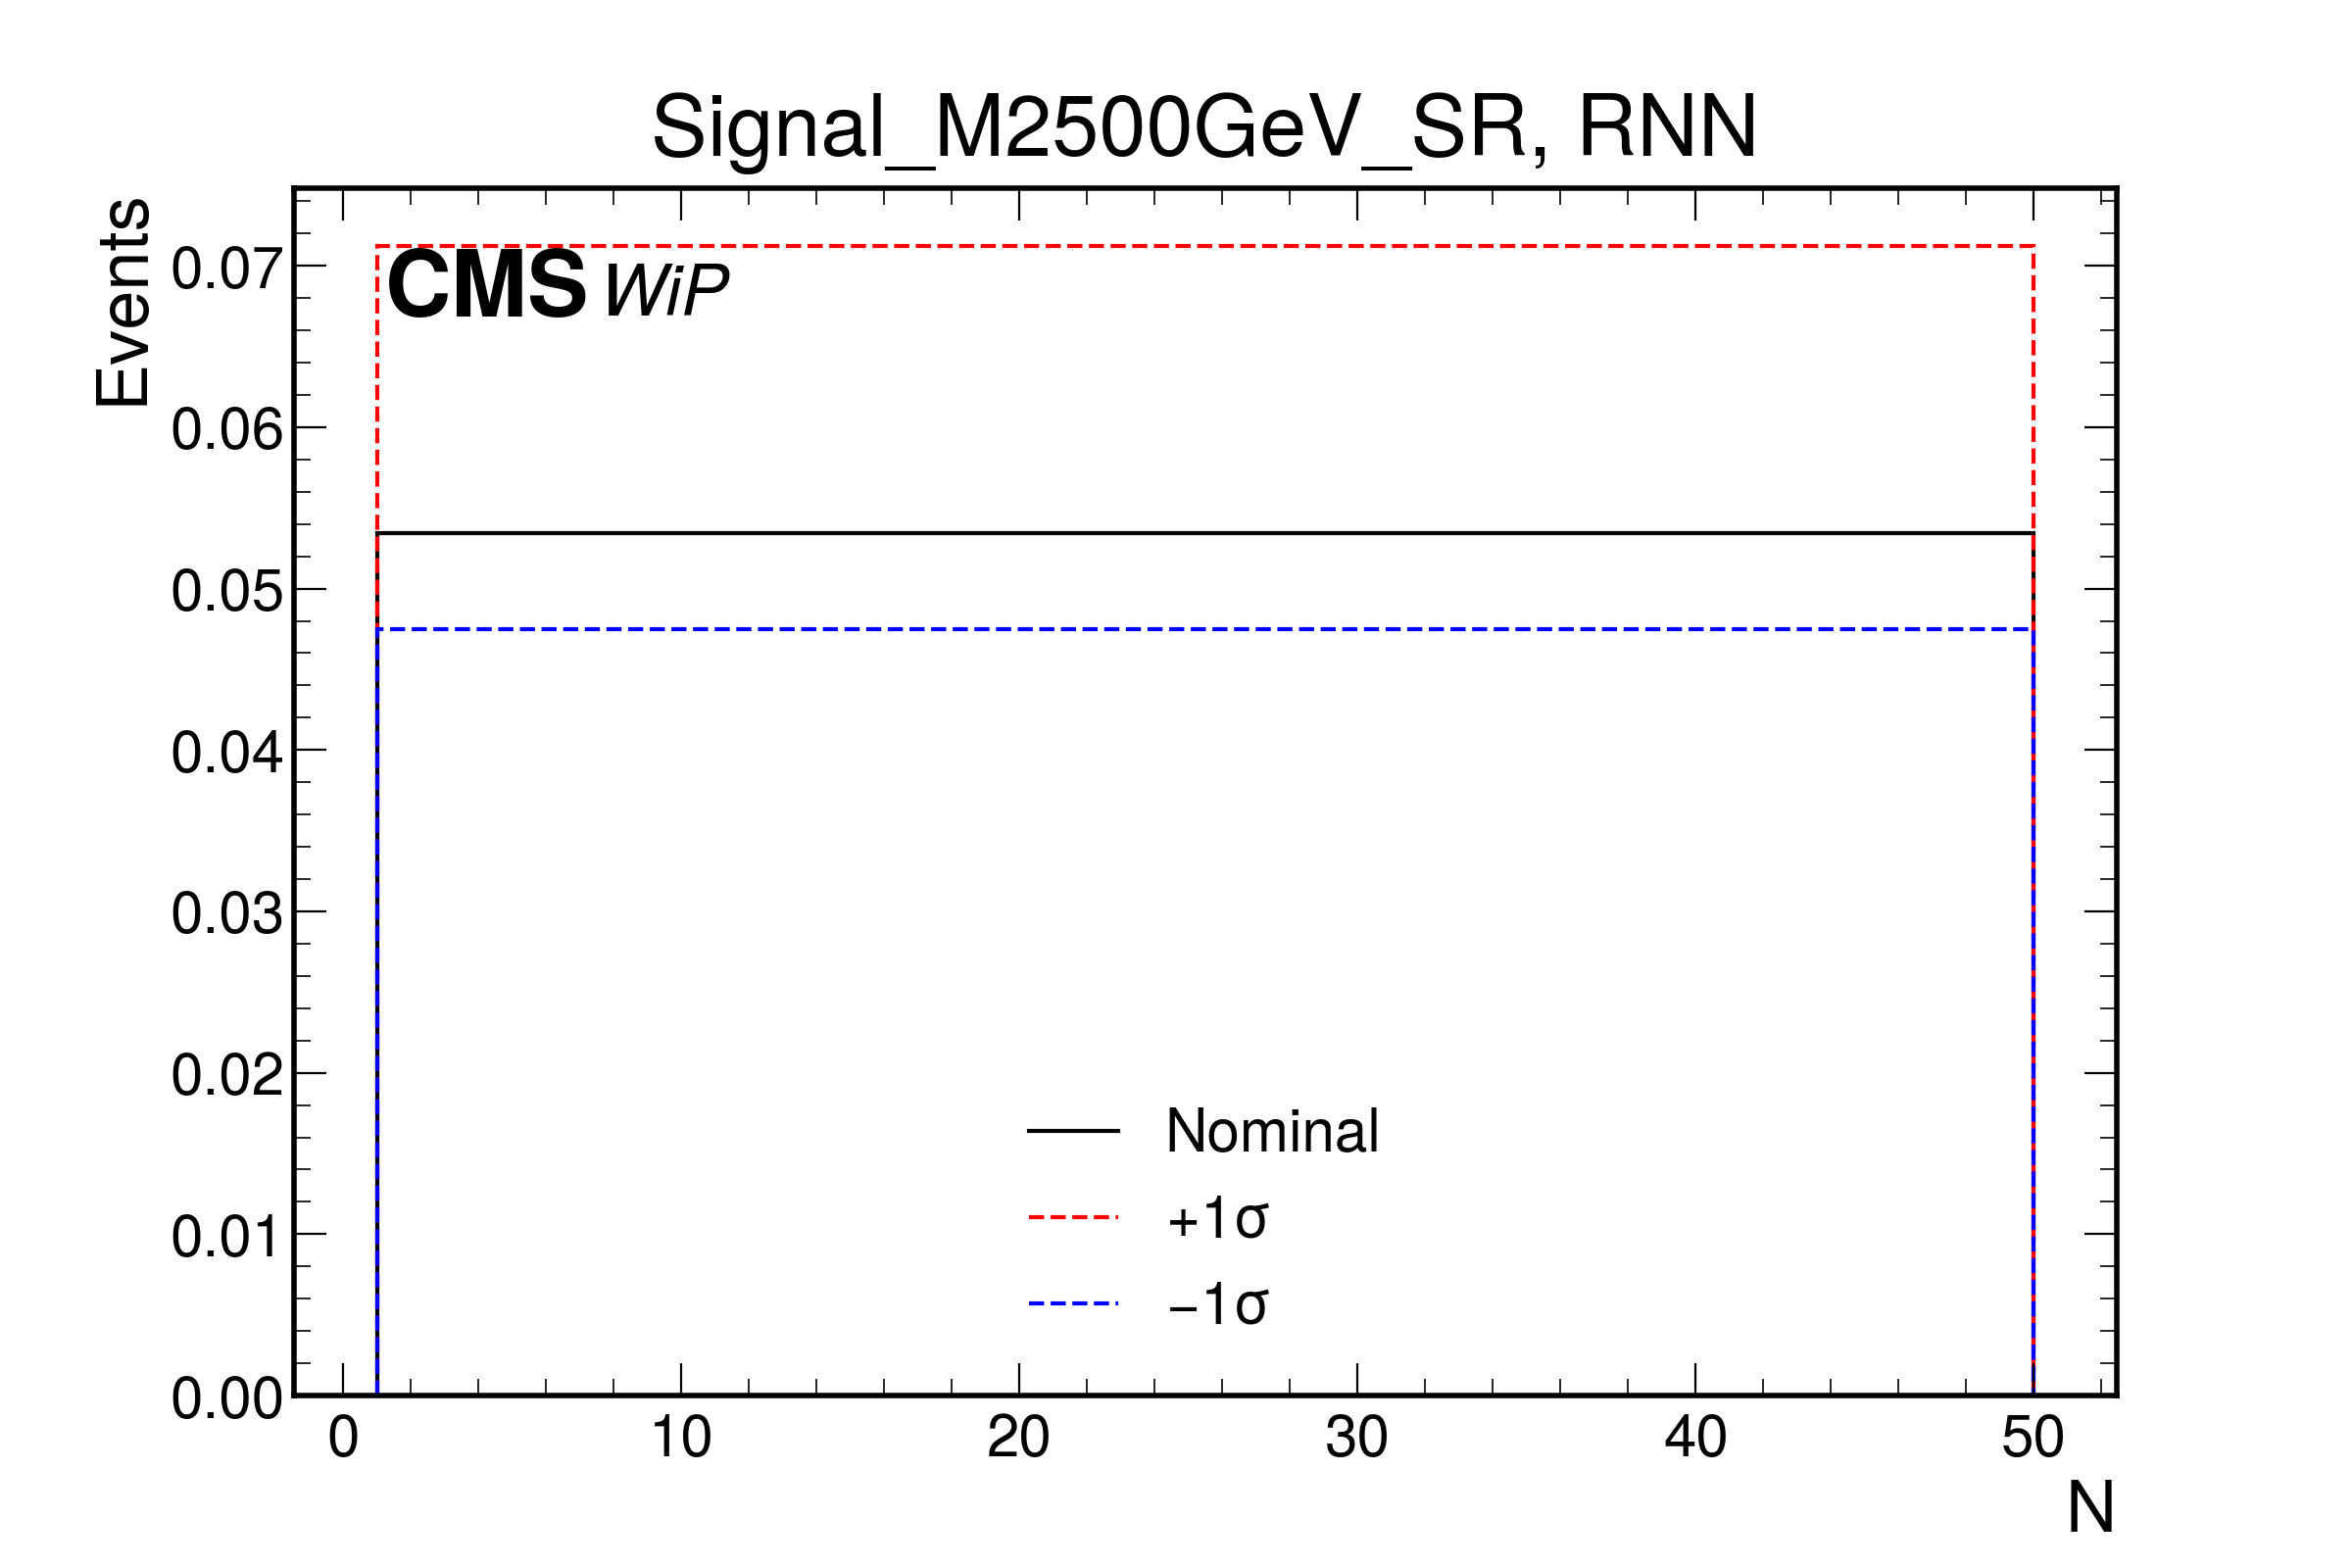 Signal_M2500GeV_SR, RNN
Events
CMS WiP
0.07
0.06
0.05
0.04
0.03
0.02
0.01
0.00
Nominal
+1σ
−1σ
0 10 20 30 40 50
N